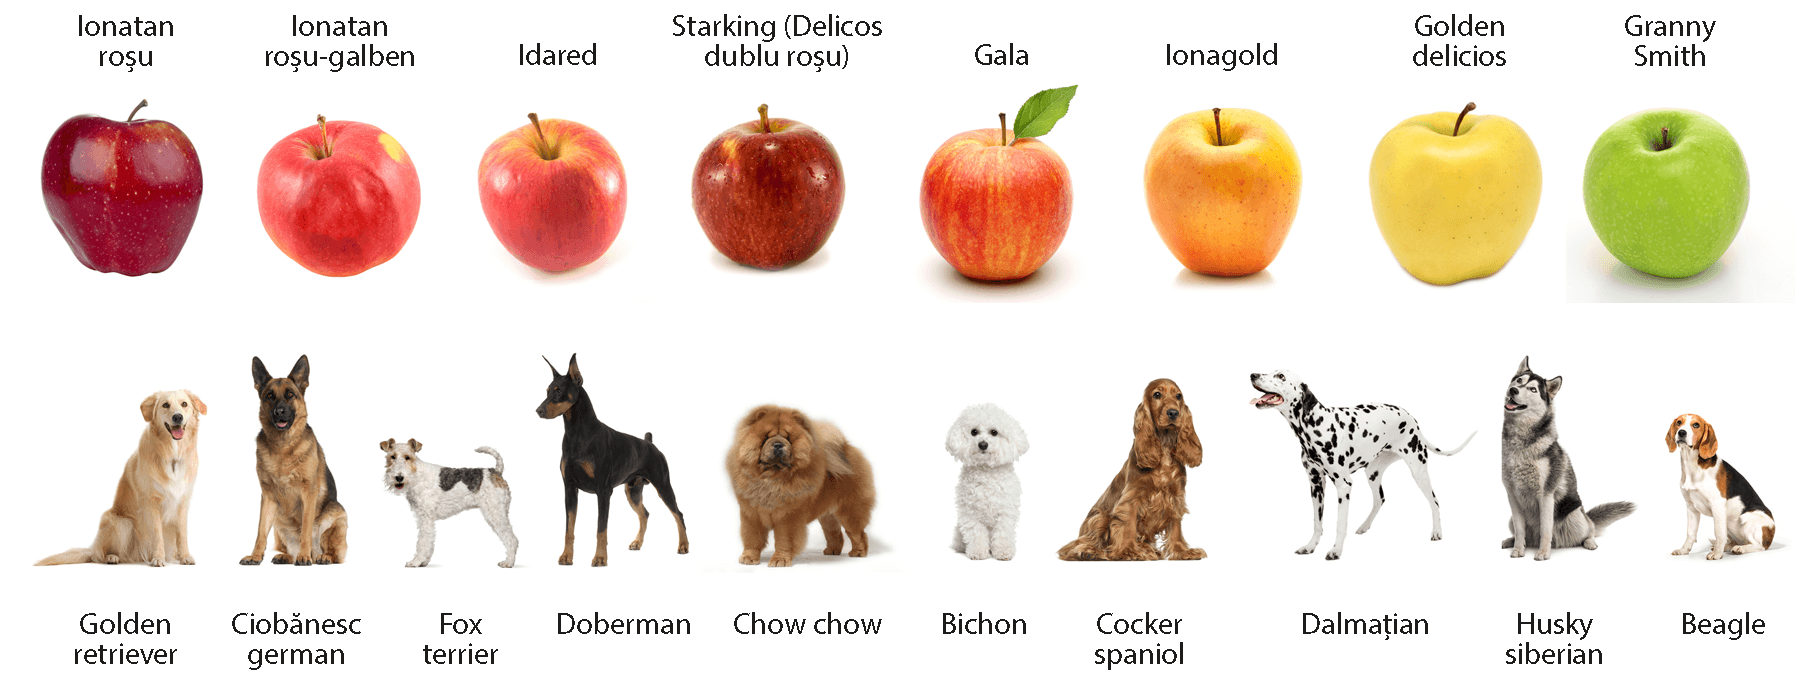 Ionatan
roșu
Ionatan
roșu-galben
Idared
Starking (Delicos
dublu roșu)
Gala
Ionagold
Golden
delicios
Granny
Smith
Golden
retriever
Ciobănesc
german
Fox
terrier
Doberman
Chow chow
Bichon
Cocker
spaniol
Dalmațian
Husky
siberian
Beagle